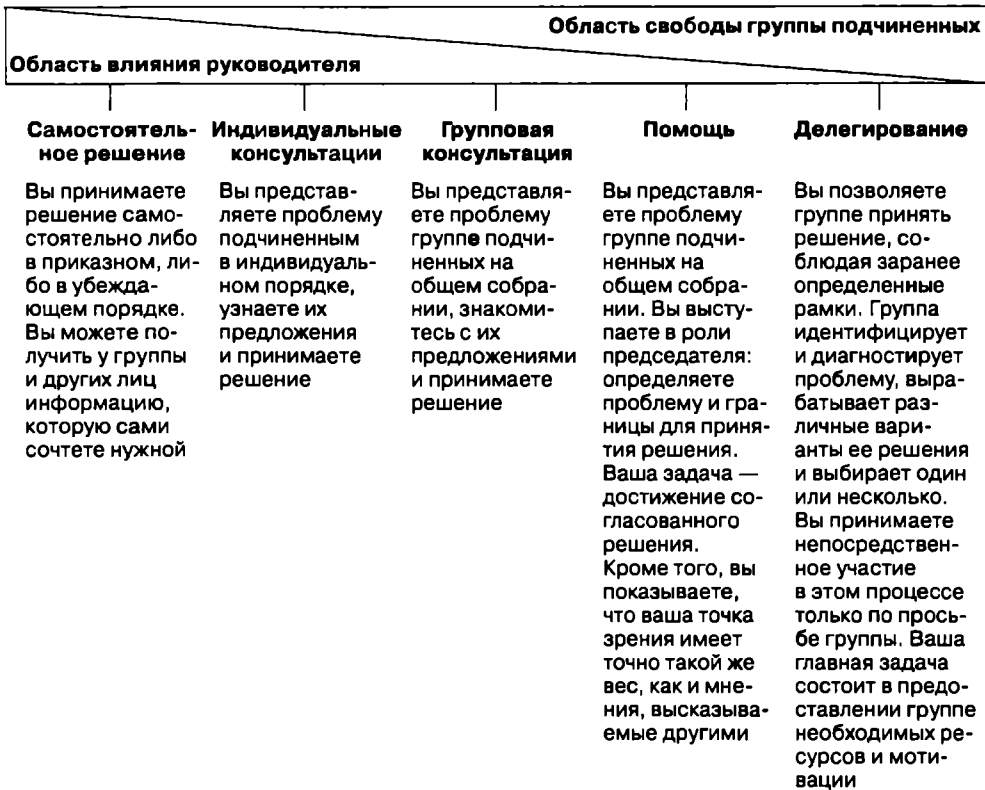 Область свободы группы подчиненных
Область влияния руководителя
Самостоятель-
ное решение
Вы принимаете
решение само-
стоятельно либо
в приказном, ли-
бо в убежда-
ющем порядке.
Вы можете по-
лучить у группы
и других лиц
информацию,
которую сами
сочтете нужной
Индивидуальные
консультации
Вы представ-
ляете проблему
подчиненным
в индивидуаль-
ном порядке,
узнаете их
предложения
и принимаете
решение
Групповая
консультация
Вы представля-
ете проблему
группе подчи-
ненных на
общем собра-
нии, знакоми-
тесь с их
предложениями
и принимаете
решение
Помощь
Вы представля-
ете проблему
группе подчи-
ненных на
общем собра-
нии. Вы высту-
паете в роли
председателя:
определяете
проблему и гра-
ницы для приня-
тия решения.
Ваша задача —
достижение со-
гласованного
решения.
Кроме того, вы
показываете,
что ваша точка
зрения имеет
точно такой же
вес, как и мне-
ния, высказыва-
емые другими
Делегирование
Вы позволяете
группе принять
решение, со-
блюдая заранее
определенные
рамки. Группа
идентифицирует
и диагностирует
проблему, выра-
батывает раз-
личные вари-
анты ее решения
и выбирает один
или несколько.
Вы принимаете
непосредствен-
ное участие
в этом процессе
только по прось-
бе группы. Ваша
главная задача
состоит в предо-
ставлении группе
необходимых ре-
сурсов и моти-
вации